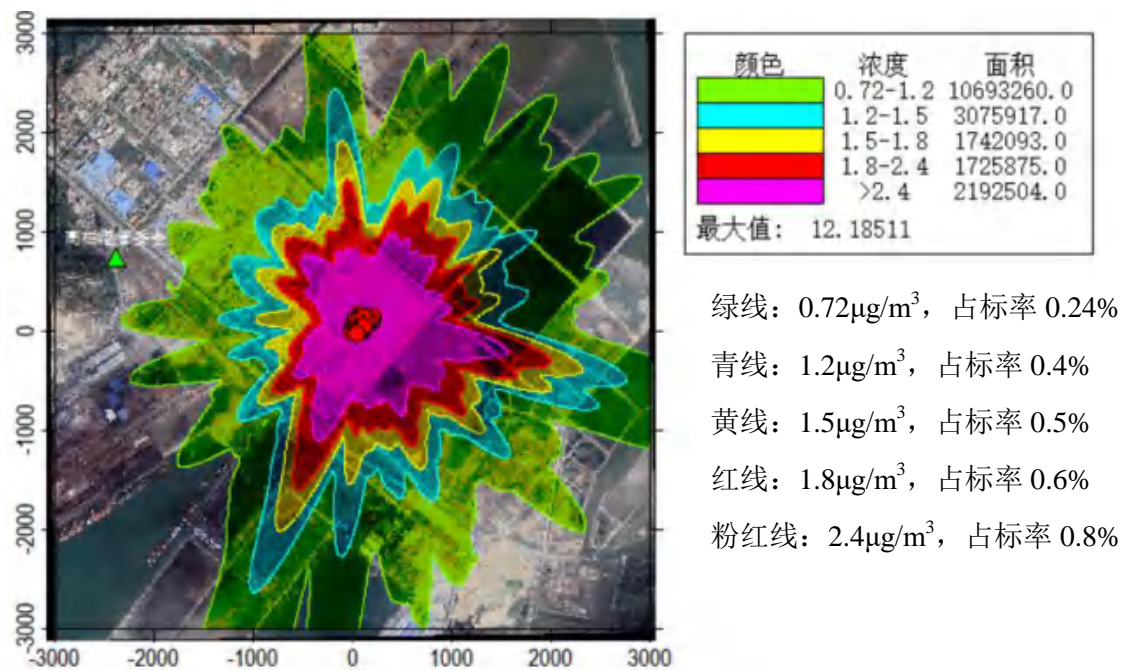 3000
2000
1000
0
-1000
-2000
-3000
-3000 -2000 -1000 0 1000 2000 3000
颜色 浓度 面积
0.72-1.2 10693260.0
1.2-1.5 3075917.0
1.5-1.8 1742093.0
1.8-2.4 1725875.0
>2.4 2192504.0
最大值: 12.18511
绿线：0.72μg/m³，占标率 0.24%
青线：1.2μg/m³，占标率 0.4%
黄线：1.5μg/m³，占标率 0.5%
红线：1.8μg/m³，占标率 0.6%
粉红线：2.4μg/m³，占标率 0.8%